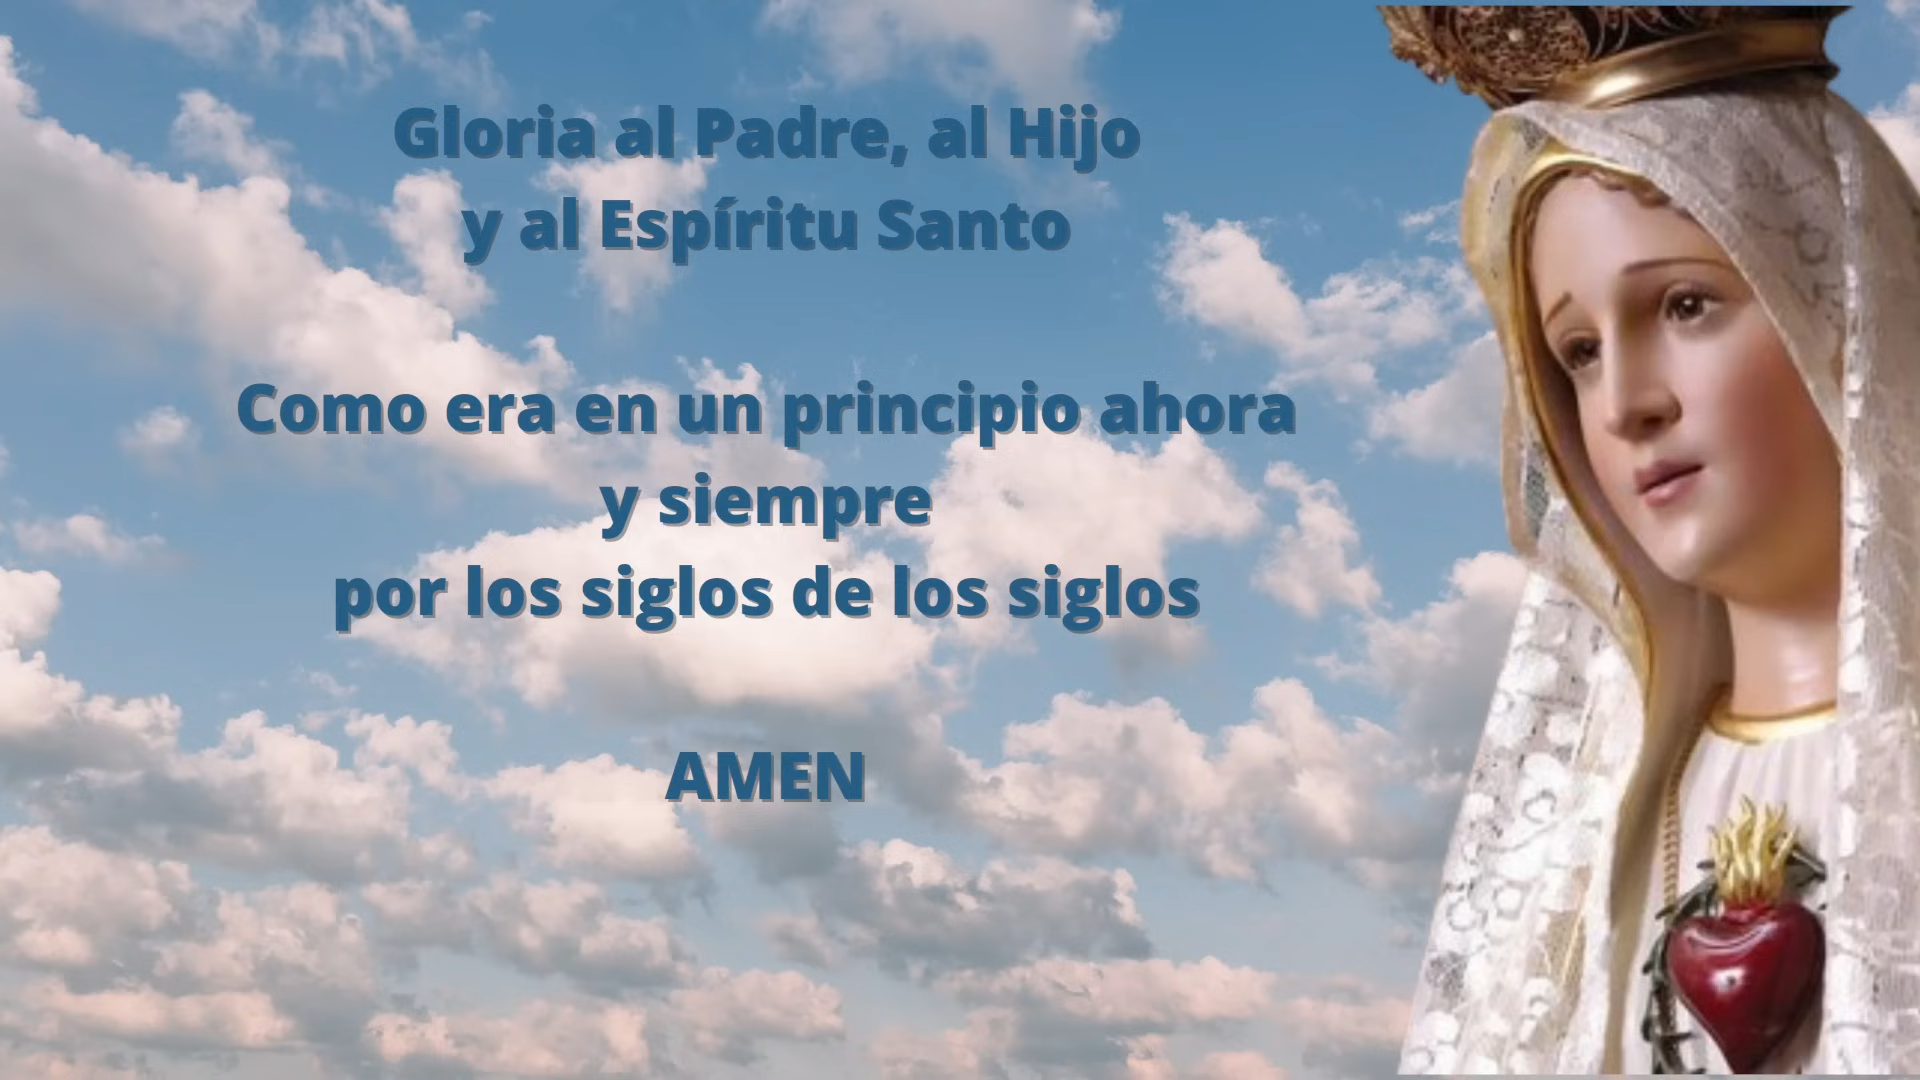 Gloria al Padre, al Hijo
y al Espíritu Santo
Como era en un principio ahora
y siempre
por los siglos de los siglos
AMEN